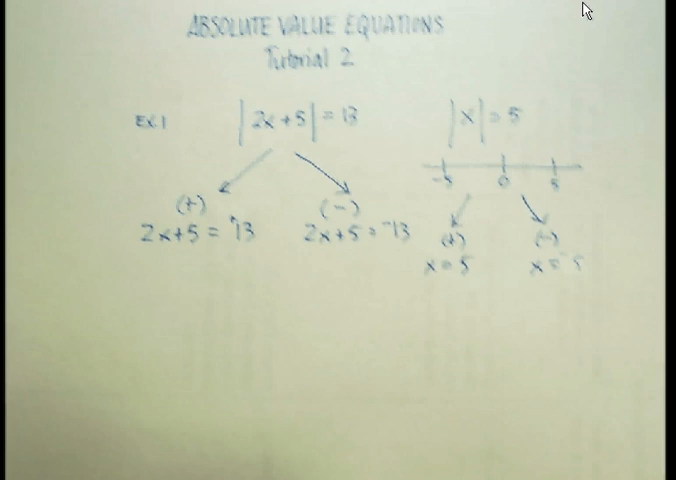 ABSOLUTE VALUE EQUATIONS
Tutorial 2
EX.1 |2x+5| = 13 |x| = 5
-5 0 5
(+) (-)
2x+5 = +13 2x+5 = -13
(+) (-)
x = 5 x = -5